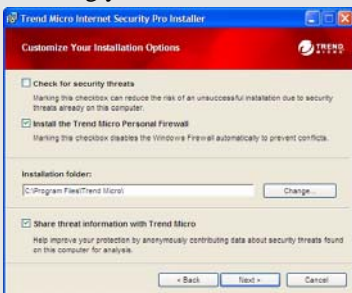 Trend Micro Internet Security Pro Installer
Customize Your Installation Options
TREND
MICRO
Check for security threats
Marking this checkbox can reduce the risk of an unsuccessful installation due to security
threats already on this computer.
Install the Trend Micro Personal Firewall
Marking this checkbox disables the Windows Firewall automatically to prevent conflicts.
Installation folder:
C:\Program Files\Trend Micro\
Change...
Share threat information with Trend Micro
Help improve your protection by anonymously contributing data about security threats found
on this computer for analysis.
< Back
Next >
Cancel